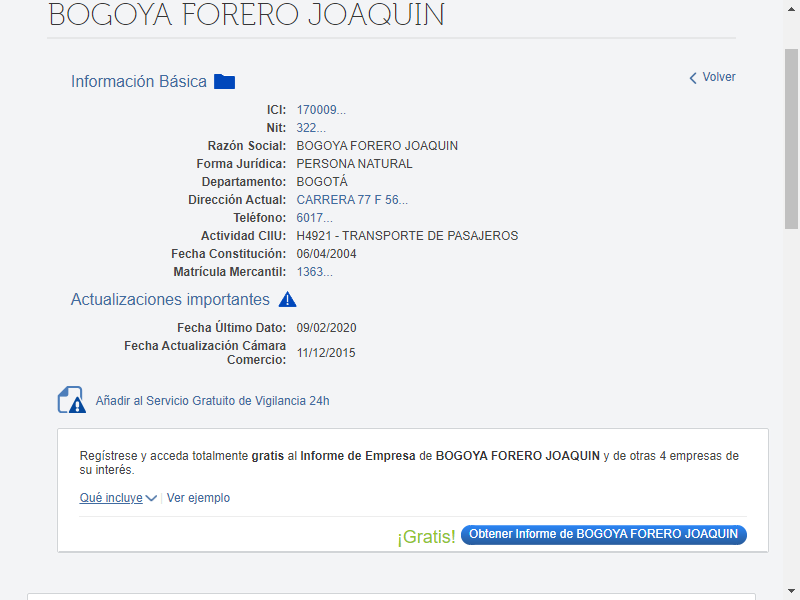 BOGOYA FORERO JOAQUIN
Información Básica
Volver
ICI: 170009...
Nit: 322...
Razón Social: BOGOYA FORERO JOAQUIN
Forma Jurídica: PERSONA NATURAL
Departamento: BOGOTÁ
Dirección Actual: CARRERA 77 F 56...
Teléfono: 6017...
Actividad CIIU: H4921 - TRANSPORTE DE PASAJEROS
Fecha Constitución: 06/04/2004
Matrícula Mercantil: 1363...
Actualizaciones importantes
Fecha Último Dato: 09/02/2020
Fecha Actualización Cámara
Comercio: 11/12/2015
Añadir al Servicio Gratuito de Vigilancia 24h
Regístrese y acceda totalmente gratis al Informe de Empresa de BOGOYA FORERO JOAQUIN y de otras 4 empresas de
su interés.
Qué incluye | Ver ejemplo
¡Gratis! Obtener Informe de BOGOYA FORERO JOAQUIN